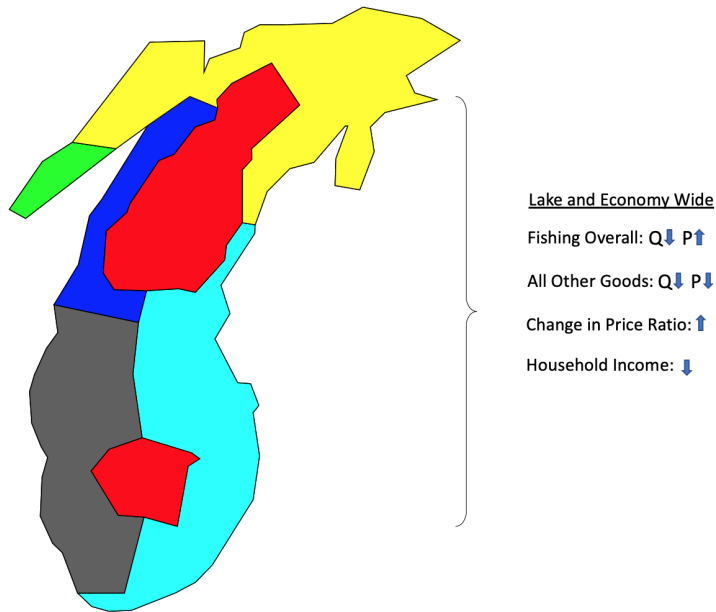 Lake and Economy Wide
Fishing Overall: Q⬇ P⬆
All Other Goods: Q⬇ P⬇
Change in Price Ratio: ⬆
Household Income: ⬇